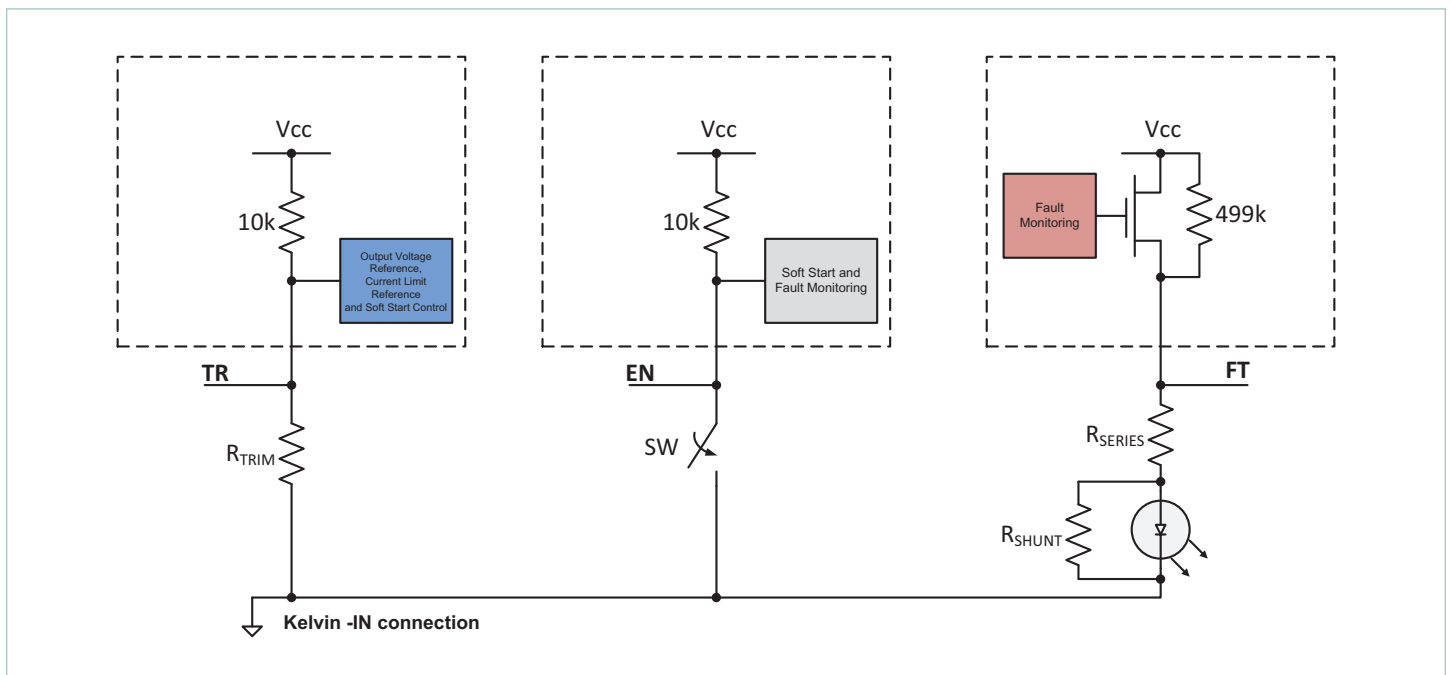 Vcc
10k
Output Voltage
Reference,
Current Limit
Reference
and Soft Start Control
TR
RTRIM
Vcc
10k
Soft Start and
Fault Monitoring
EN
SW
Vcc
Fault
Monitoring
499k
FT
RSERIES
RSHUNT
Kelvin -IN connection